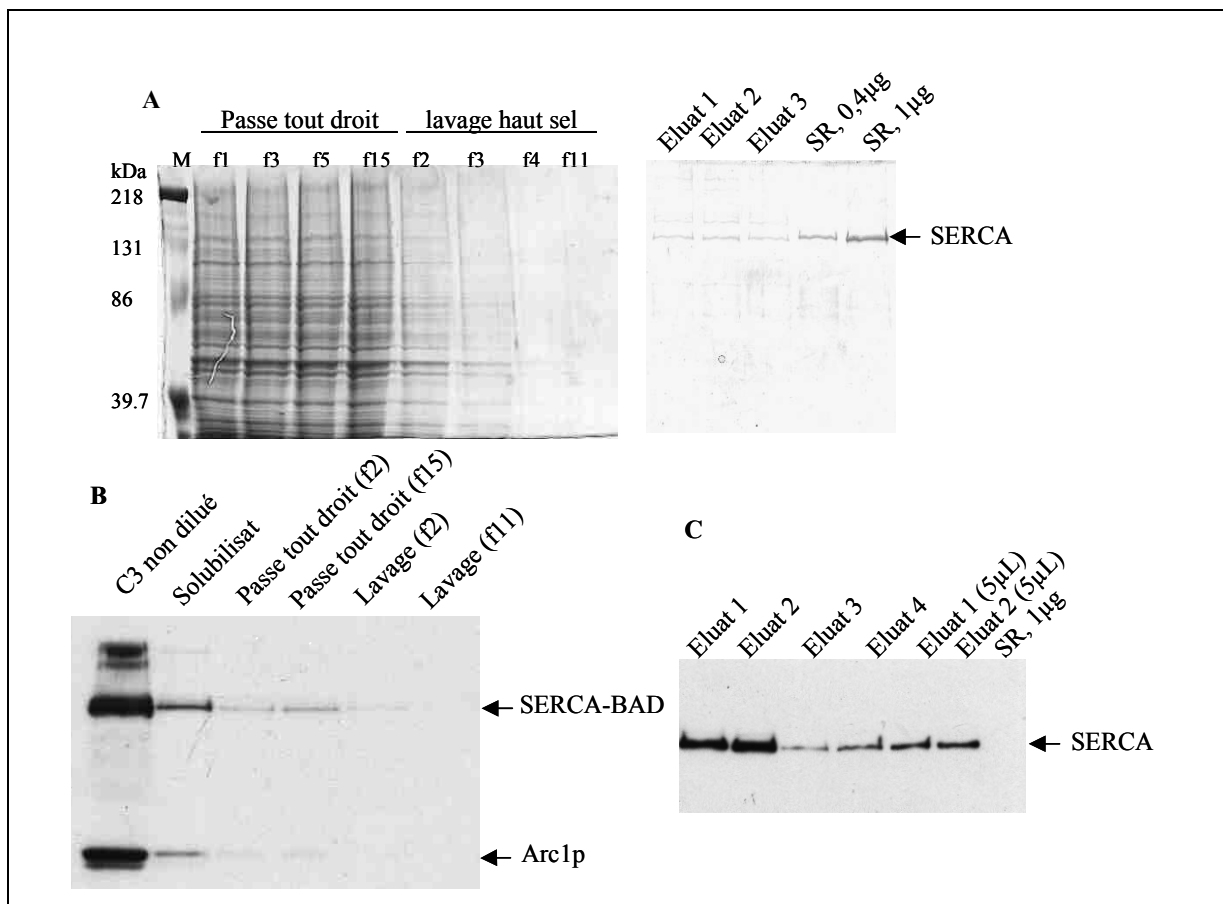 A
Passe tout droit
lavage haut sel
kDa
M f1 f3 f5 f15 f2 f3 f4 f11
218
131
86
39.7
Eluat 1
Eluat 2
Eluat 3
SR, 0,4µg
SR, 1µg
SERCA
B
C3 non dilué
Solubilisat
Passe tout droit (f2)
Passe tout droit (f15)
Lavage (f2)
Lavage (f11)
SERCA-BAD
Arc1p
C
Eluat 1
Eluat 2
Eluat 3
Eluat 4
Eluat 1 (5µL)
Eluat 2 (5µL)
SR, 1µg
SERCA